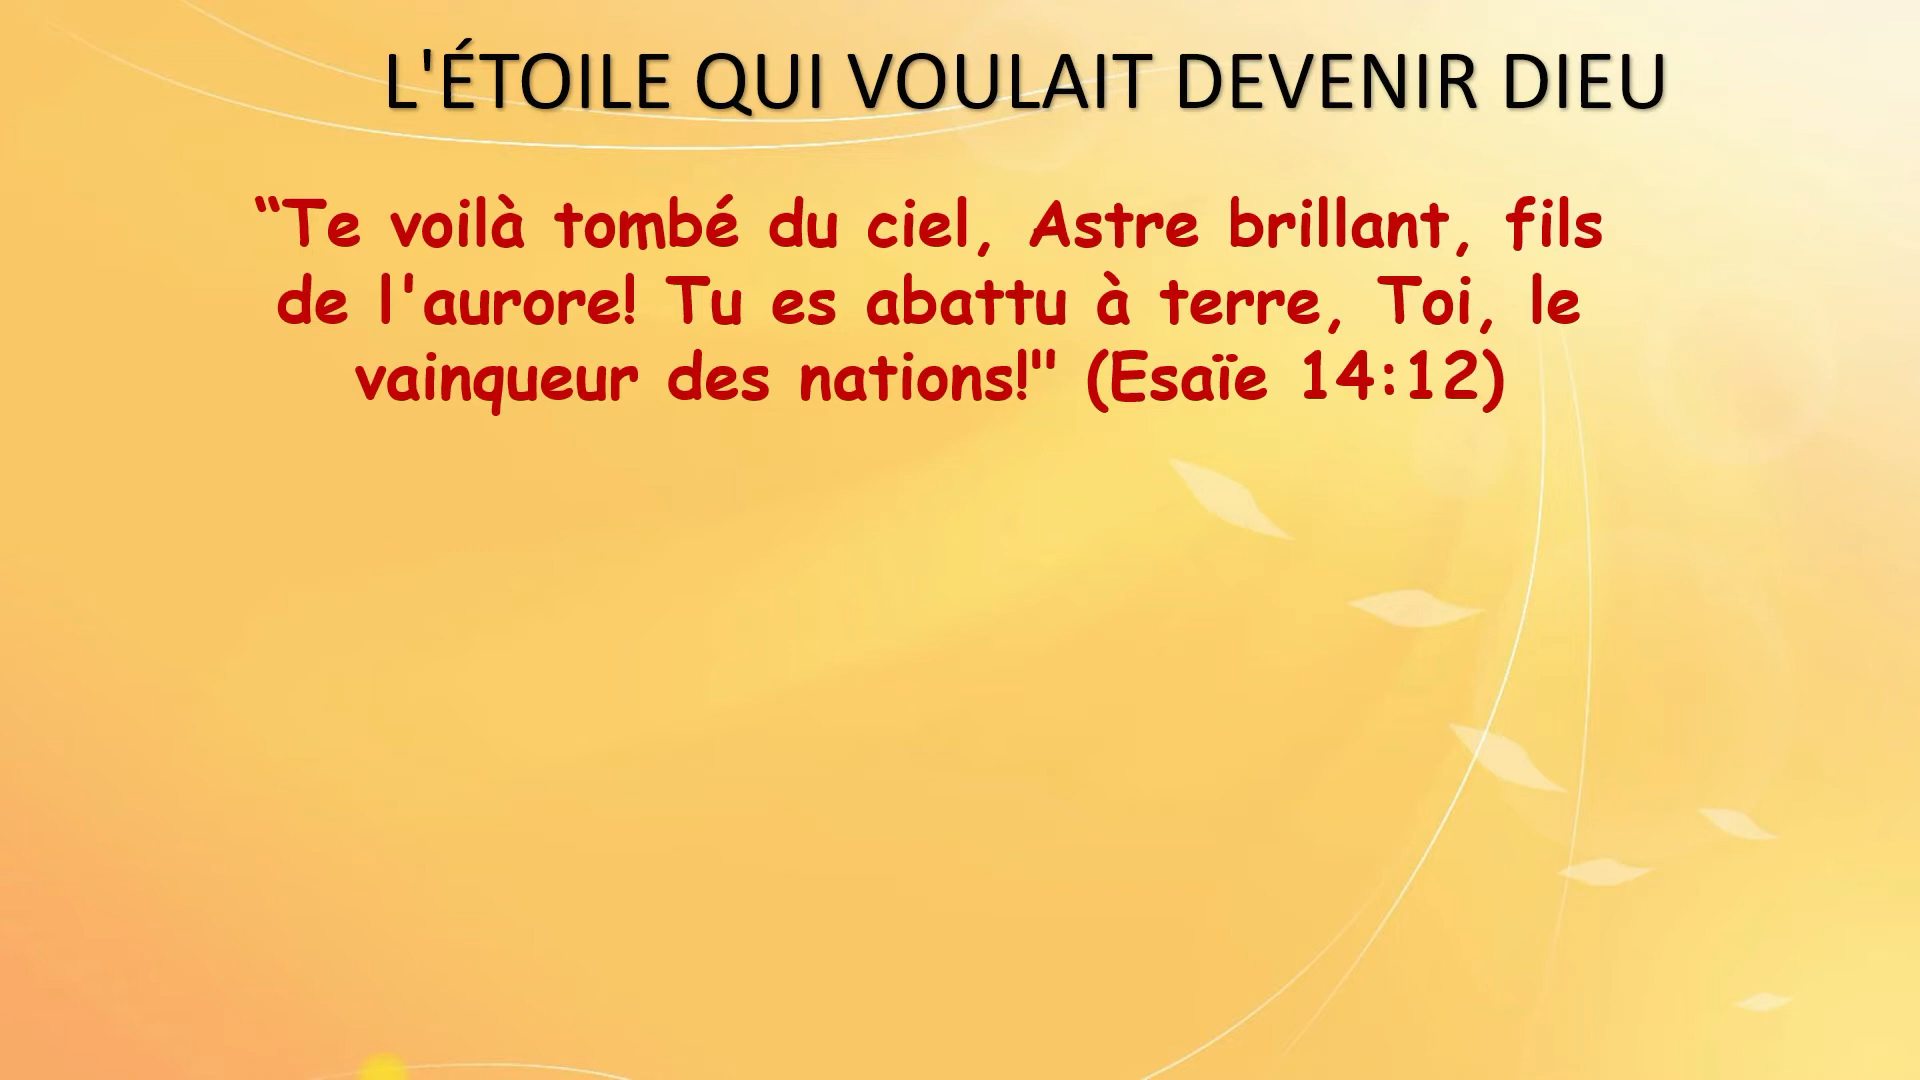 L'ÉTOILE QUI VOULAIT DEVENIR DIEU
“Te voilà tombé du ciel, Astre brillant, fils
de l'aurore! Tu es abattu à terre, Toi, le
vainqueur des nations!" (Esaïe 14:12)